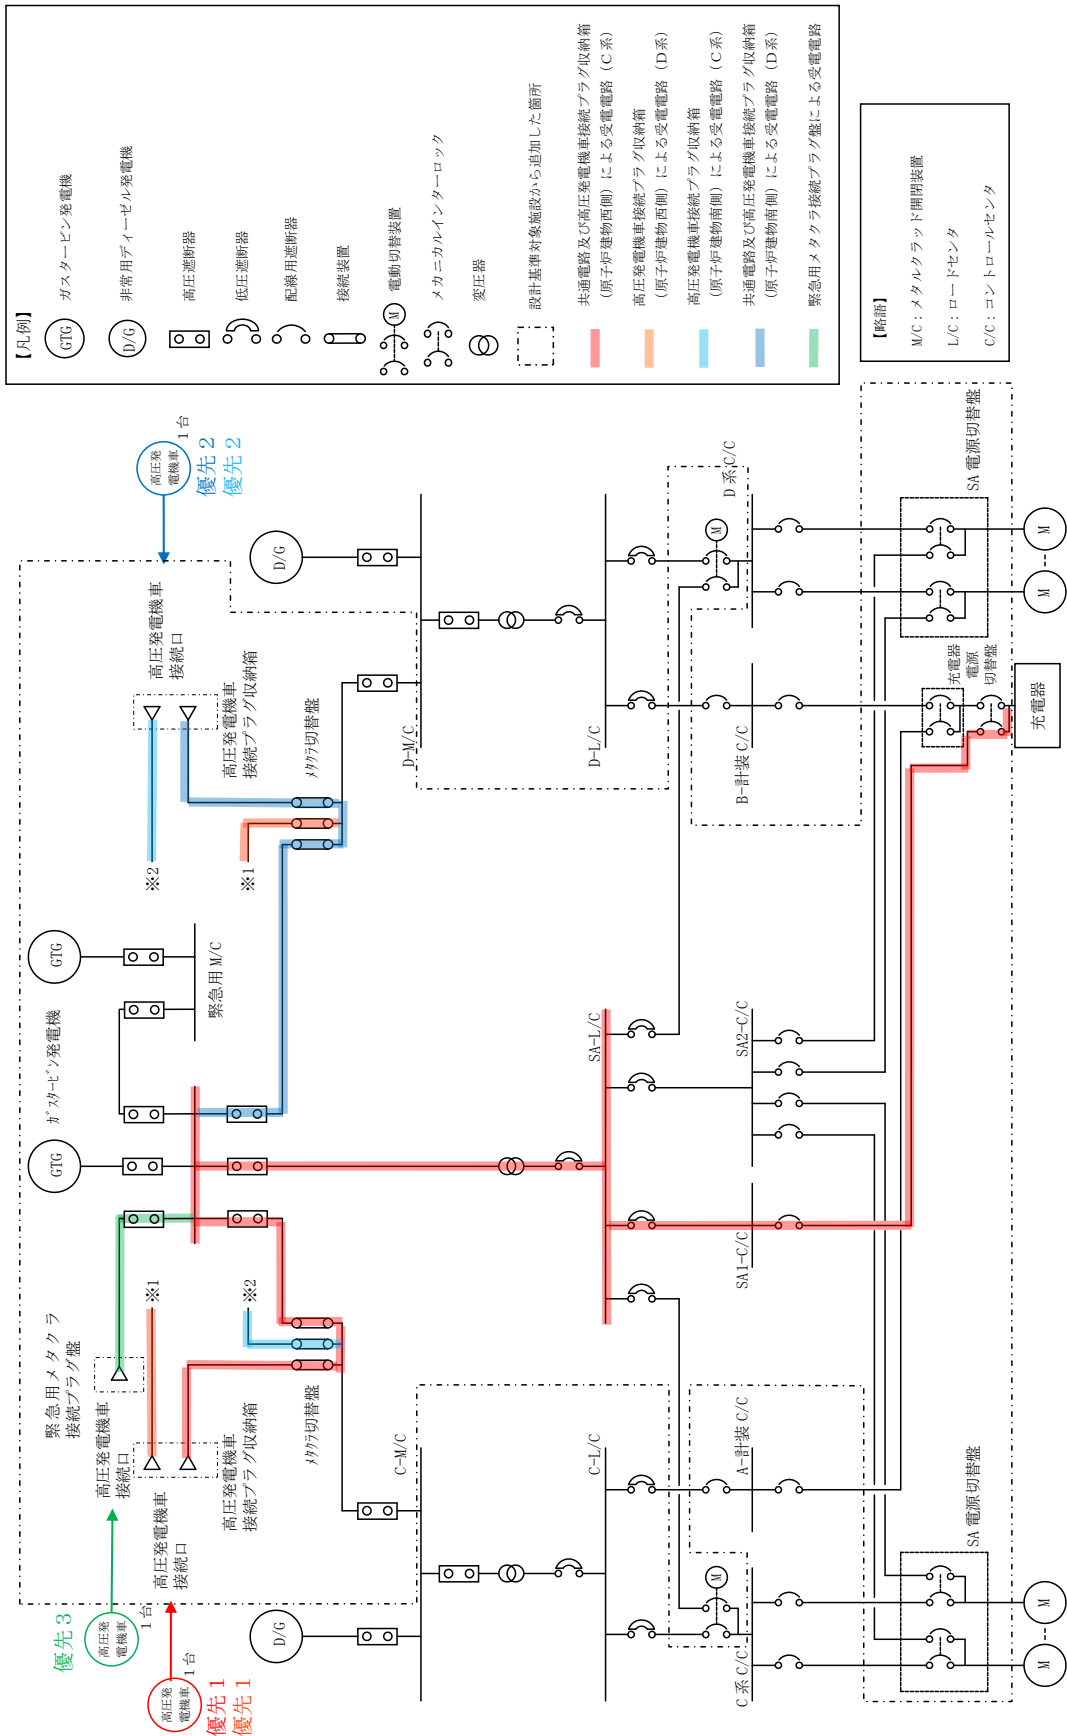 【凡例】
GTG
ガスタービン発電機
D/G
非常用ディーゼル発電機
高圧遮断器
低圧遮断器
配線用遮断器
接続装置
M
電動切替装置
メカニカルインターロック
変圧器
設計基準対象施設から追加した箇所
共通電路及び高圧発電機車接続プラグ収納箱
(原子炉建物西側)による受電電路(C系)
高圧発電機車接続プラグ収納箱
(原子炉建物西側)による受電電路(D系)
高圧発電機車接続プラグ収納箱
(原子炉建物南側)による受電電路(C系)
共通電路及び高圧発電機車接続プラグ収納箱
(原子炉建物南側)による受電電路(D系)
緊急用メタクラ接続プラグ盤による受電電路
【略語】
M/C:メタルクラッド開閉装置
L/C:ロードセンタ
C/C:コントロールセンタ
優先3
高圧発
電機車
1台
高圧発
電機車
1台
優先1
優先1
緊急用メタクラ
接続プラグ盤
高圧発電機車
接続口
高圧発電機車
接続口
※1
※2
高圧発電機車
接続プラグ収納箱
メタクラ切替盤
GTG
ガスタービン発電機
GTG
緊急用M/C
高圧発
電機車
1台
優先2
優先2
高圧発電機車
接続口
高圧発電機車
接続プラグ収納箱
※2
※1
メタクラ切替盤
D/G
D/G
C-M/C
D-M/C
C-L/C
SA-L/C
D-L/C
M
C系C/C
A-計装C/C
SA1-C/C
SA2-C/C
B-計装C/C
M
D系C/C
SA電源切替盤
充電器
電源
切替盤
SA電源切替盤
M
M
充電器
M
M